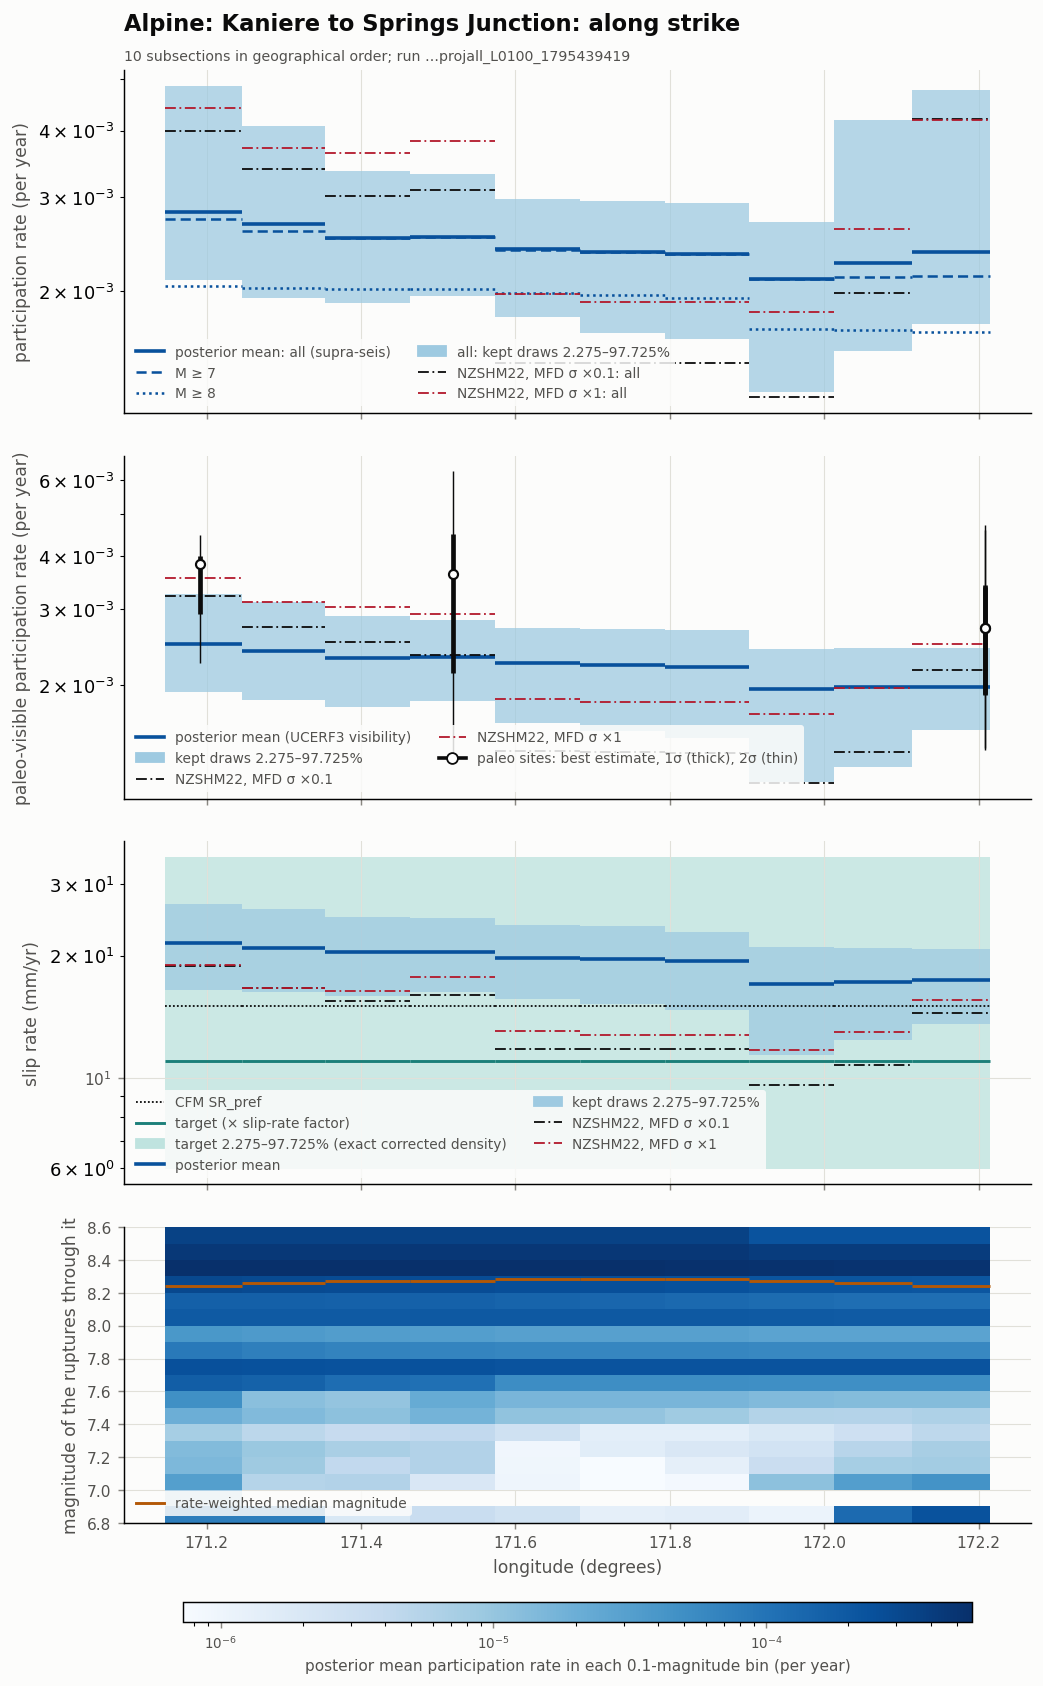 Alpine: Kaniere to Springs Junction: along strike
10 subsections in geographical order; run ...projall_L0100_1795439419
participation rate (per year)
4 × 10⁻³
3 × 10⁻³
2 × 10⁻³
posterior mean: all (supra-seis)
M ≥ 7
M ≥ 8
all: kept draws 2.275–97.725%
NZSHM22, MFD σ ×0.1: all
NZSHM22, MFD σ ×1: all
paleo-visible participation rate (per year)
6 × 10⁻³
4 × 10⁻³
3 × 10⁻³
2 × 10⁻³
posterior mean (UCERF3 visibility)
kept draws 2.275–97.725%
NZSHM22, MFD σ ×0.1
NZSHM22, MFD σ ×1
paleo sites: best estimate, 1σ (thick), 2σ (thin)
slip rate (mm/yr)
3 × 10¹
2 × 10¹
10¹
6 × 10⁰
CFM SR_pref
target (× slip-rate factor)
target 2.275–97.725% (exact corrected density)
posterior mean
kept draws 2.275–97.725%
NZSHM22, MFD σ ×0.1
NZSHM22, MFD σ ×1
magnitude of the ruptures through it
8.6
8.4
8.2
8.0
7.8
7.6
7.4
7.2
7.0
6.8
rate-weighted median magnitude
171.2
171.4
171.6
171.8
172.0
172.2
longitude (degrees)
10⁻⁶
10⁻⁵
10⁻⁴
posterior mean participation rate in each 0.1-magnitude bin (per year)